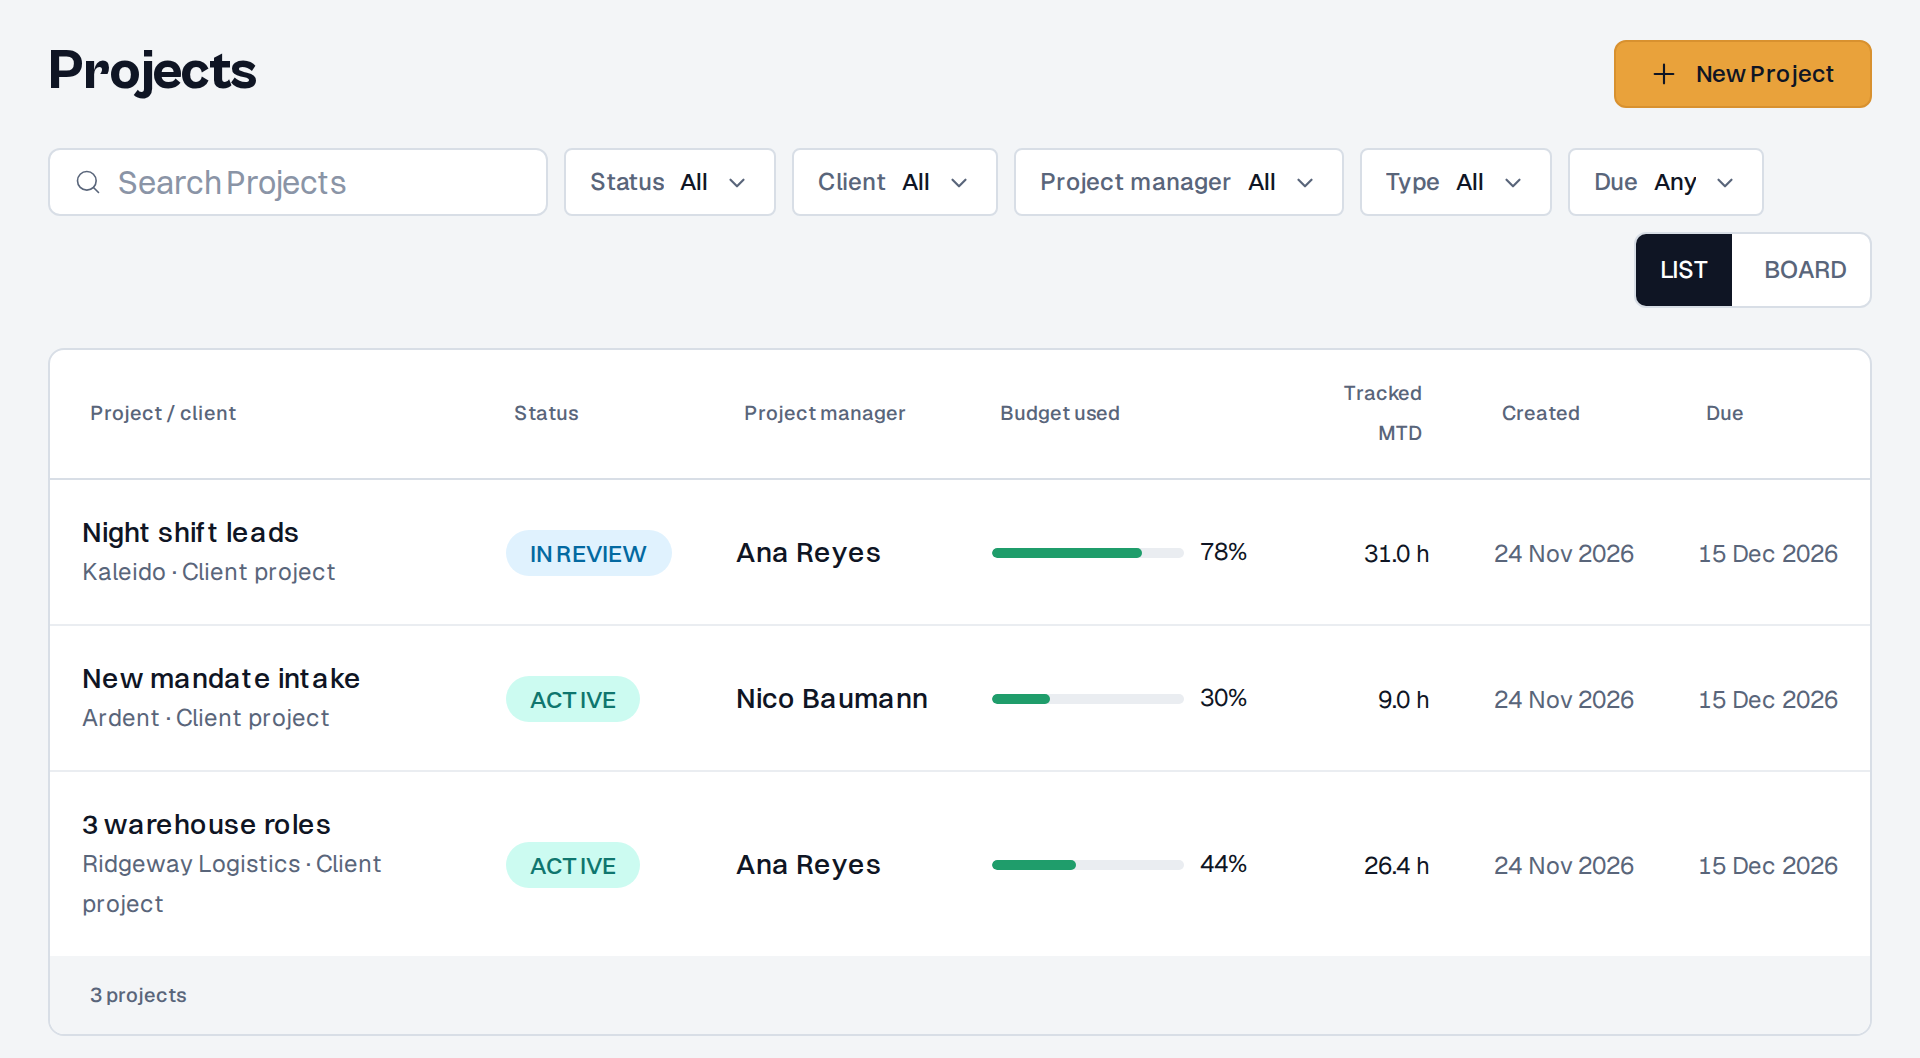 Projects
New Project
Search Projects
Status All
Client All
Project manager All
Type All
Due Any
LIST
BOARD
Project / client
Status
Project manager
Budget used
Tracked
MTD
Created
Due
Night shift leads
Kaleido · Client project
IN REVIEW
Ana Reyes
78%
31.0 h
24 Nov 2026
15 Dec 2026
New mandate intake
Ardent · Client project
ACTIVE
Nico Baumann
30%
9.0 h
24 Nov 2026
15 Dec 2026
3 warehouse roles
Ridgeway Logistics · Client
project
ACTIVE
Ana Reyes
44%
26.4 h
24 Nov 2026
15 Dec 2026
3 projects